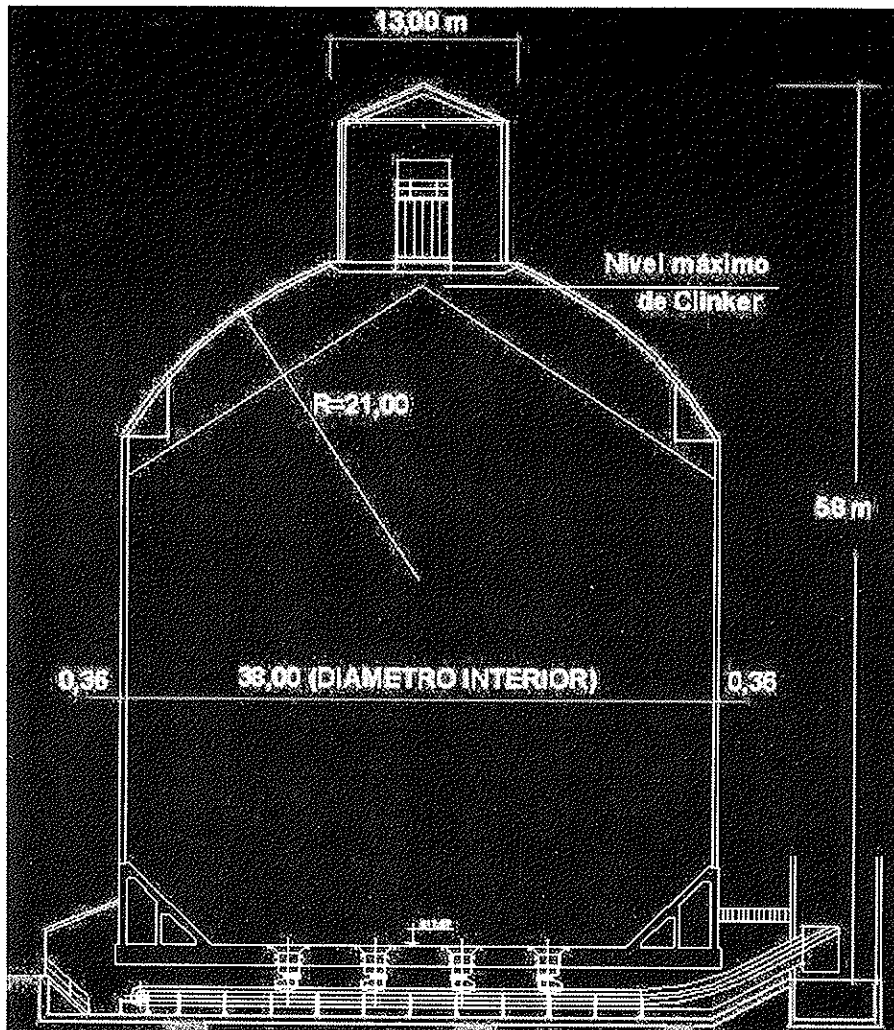 13,00 m
Nivel máximo
de Clinker
R=21,00
58 m
0,36
38,00 (DIAMETRO INTERIOR)
0,36